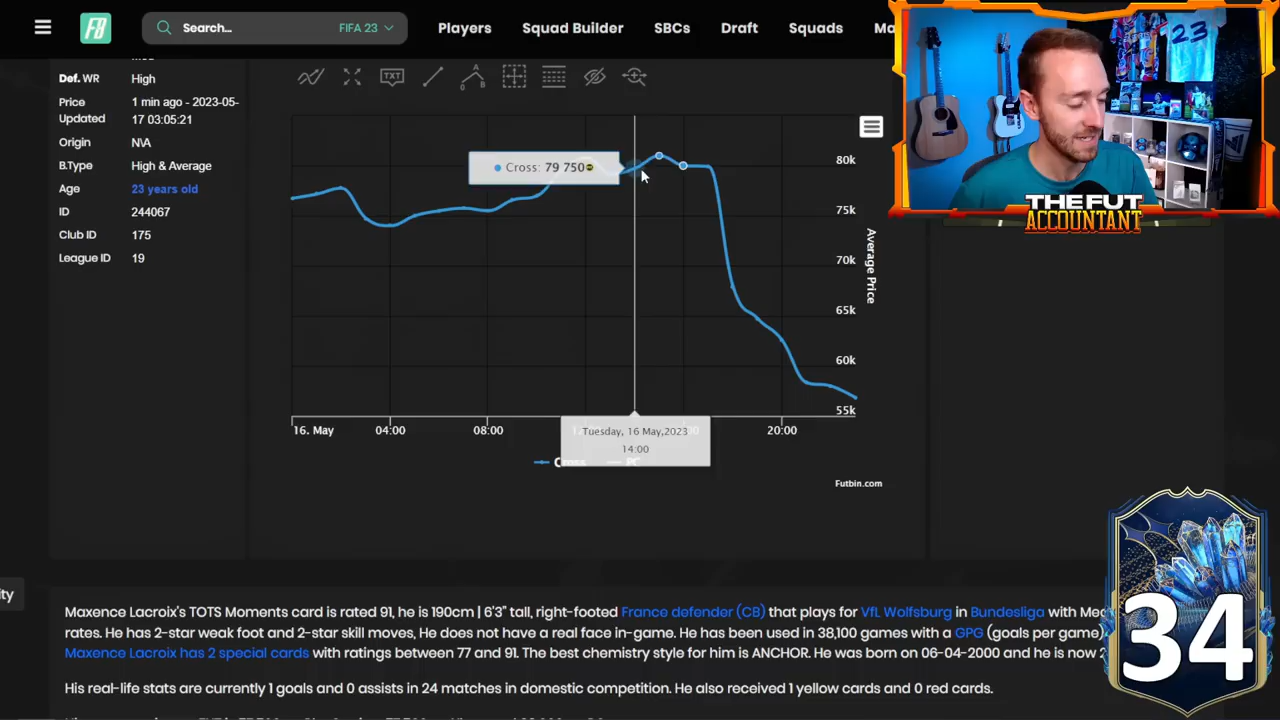 FB
Search...
FIFA 23
Players
Squad Builder
SBCs
Draft
Squads
Def. WR High
Price Updated 1 min ago - 2023-05-17 03:05:21
Origin N\A
B.Type High & Average
Age 23 years old
ID 244067
Club ID 175
League ID 19
TXT
Cross: 79 750
80k
75k
70k
65k
60k
55k
Average Price
16. May
04:00
08:00
20:00
Tuesday, 16 May,2023
14:00
Futbin.com
23
THE FUT
ACCOUNTANT
ity
Maxence Lacroix's TOTS Moments card is rated 91, he is 190cm | 6'3" tall, right-footed France defender (CB) that plays for VfL Wolfsburg in Bundesliga with Med
rates. He has 2-star weak foot and 2-star skill moves, He does not have a real face in-game. He has been used in 38,100 games with a GPG (goals per game)
Maxence Lacroix has 2 special cards with ratings between 77 and 91. The best chemistry style for him is ANCHOR. He was born on 06-04-2000 and he is now 2
His real-life stats are currently 1 goals and 0 assists in 24 matches in domestic competition. He also received 1 yellow cards and 0 red cards.
34